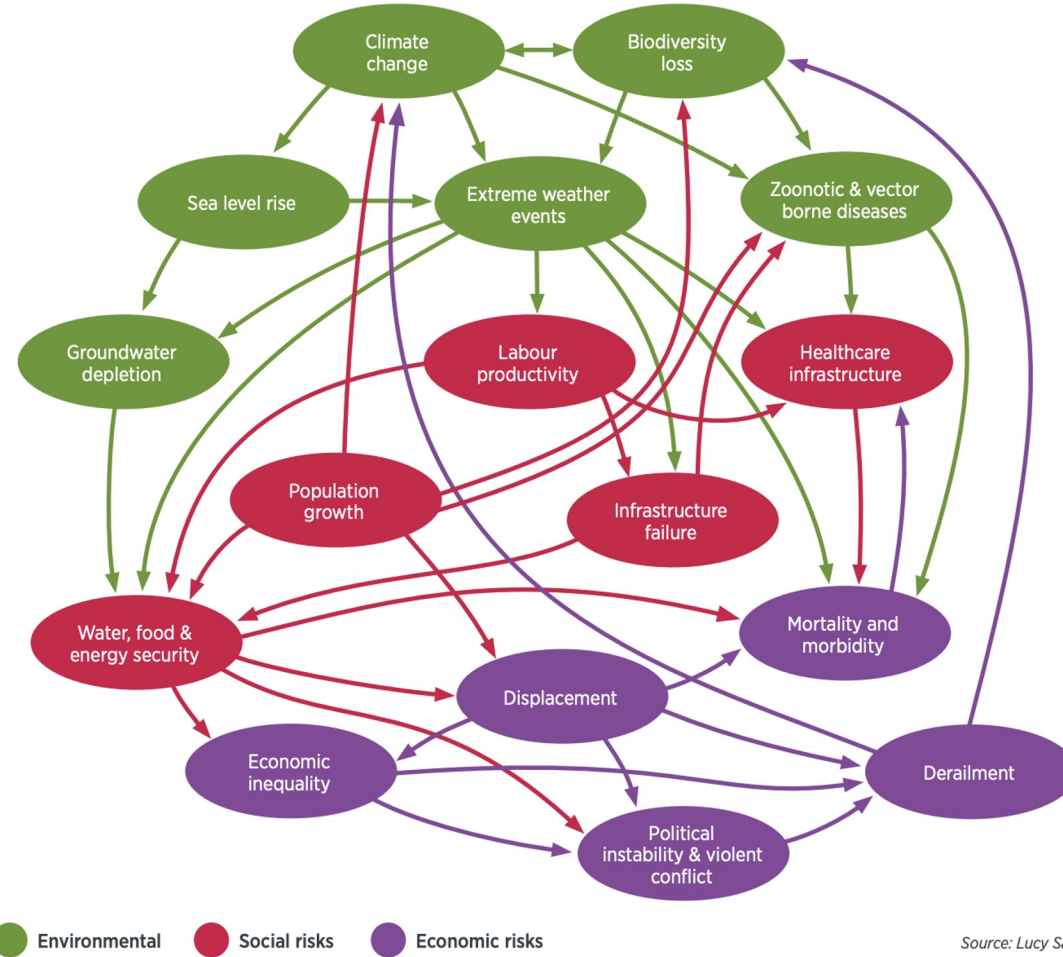 Climate
change
Biodiversity
loss
Sea level rise
Extreme weather
events
Zoonotic & vector
borne diseases
Groundwater
depletion
Labour
productivity
Healthcare
infrastructure
Population
growth
Infrastructure
failure
Water, food &
energy security
Mortality and
morbidity
Displacement
Economic
inequality
Derailment
Political
instability & violent
conflict
Environmental
Social risks
Economic risks
Source: Lucy